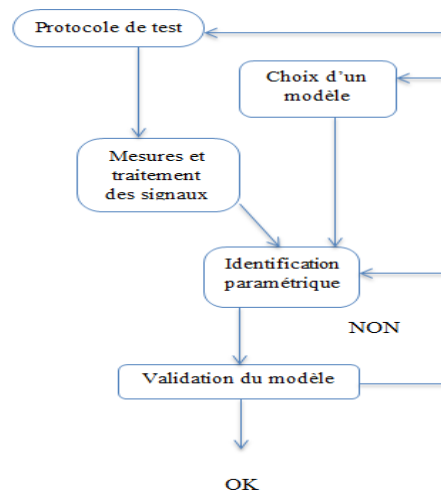 Protocole de test
Choix d'un
modèle
Mesures et
traitement
des signaux
Identification
paramétrique
NON
Validation du modèle
OK